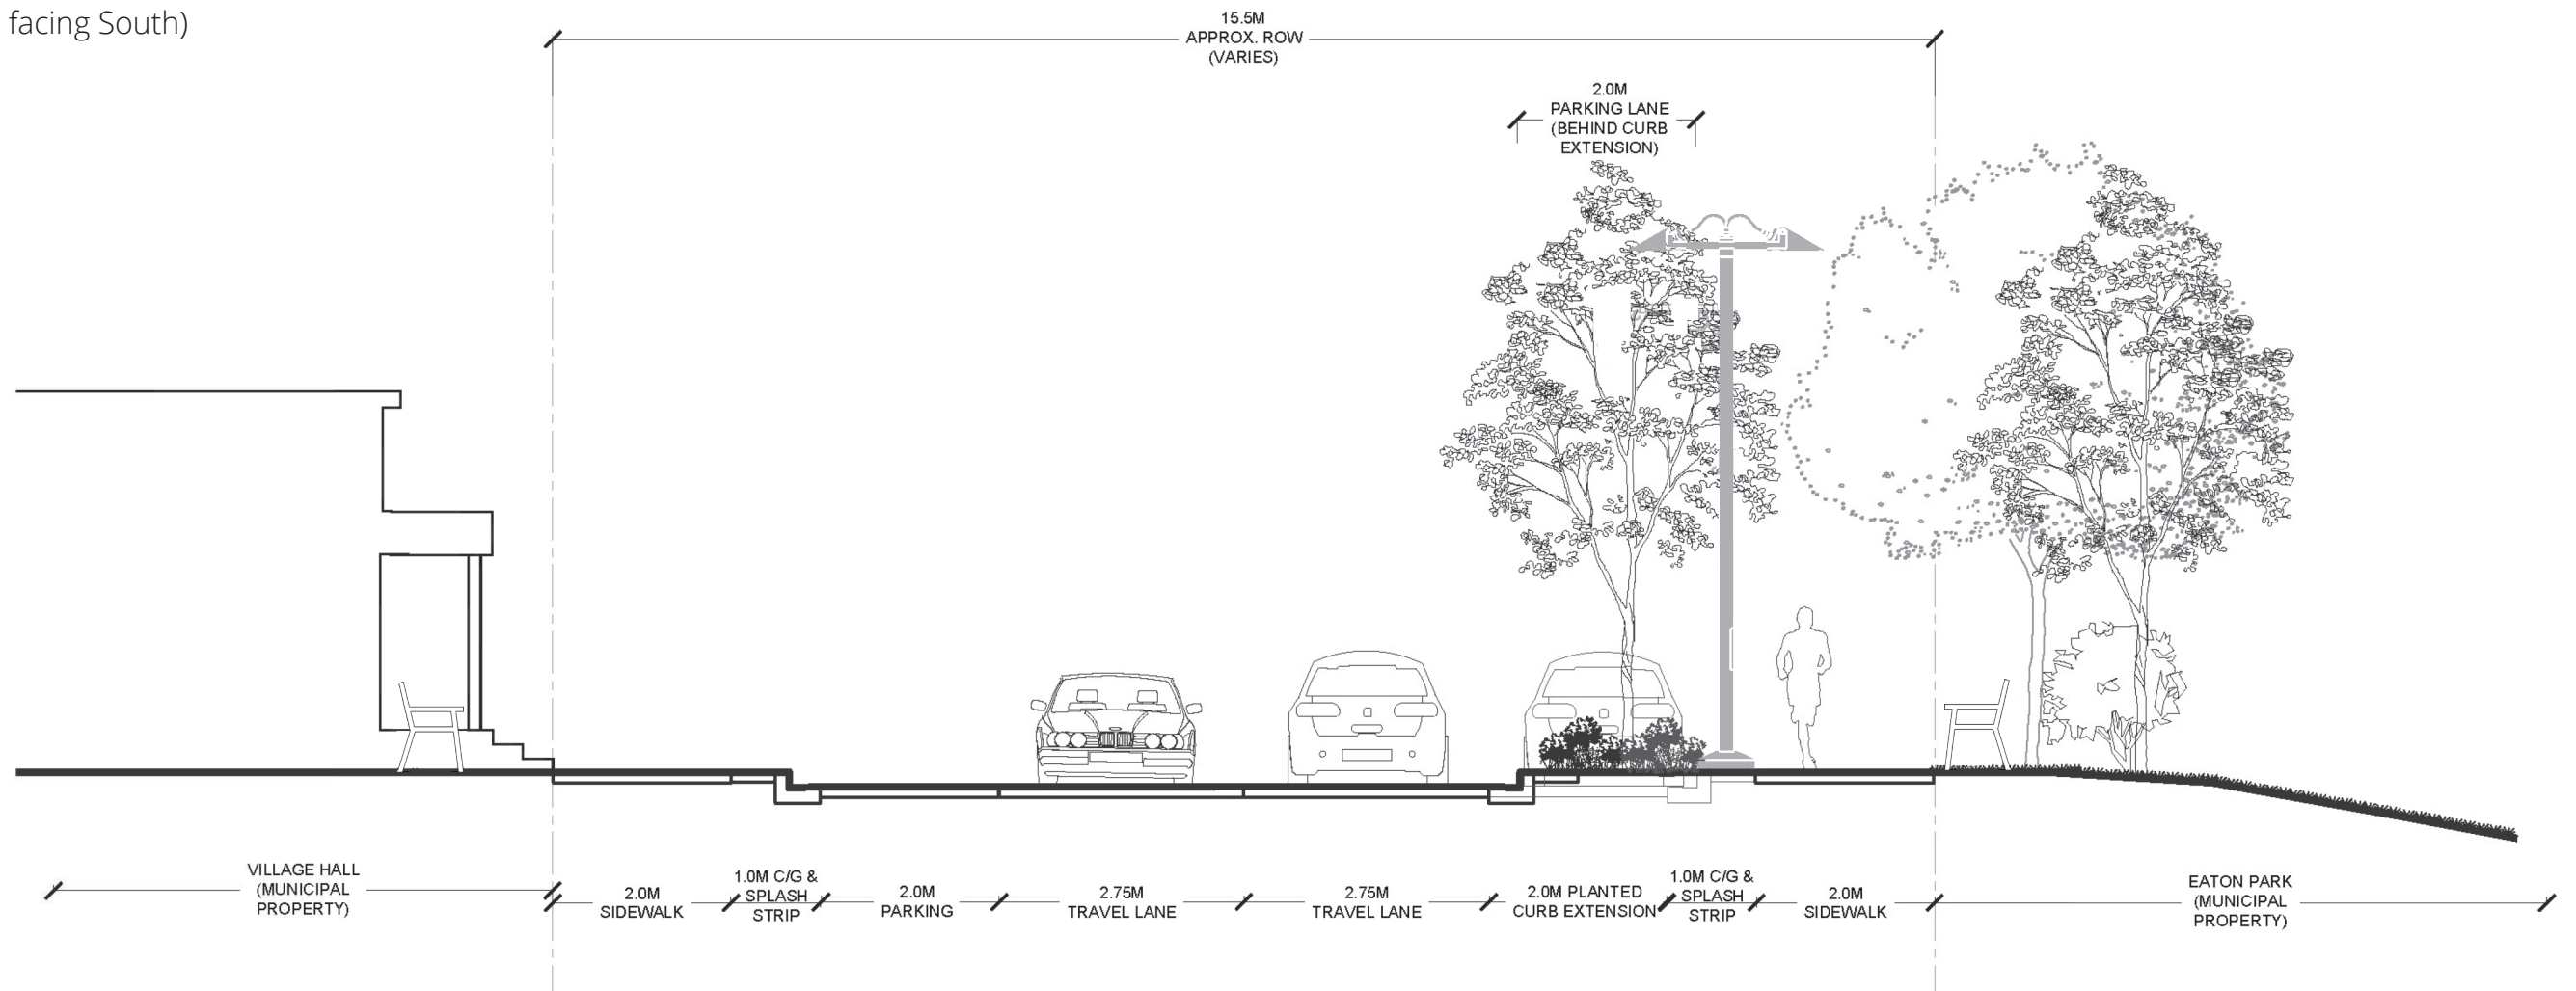 facing South)
15.5M
APPROX. ROW
(VARIES)
2.0M
PARKING LANE
(BEHIND CURB
EXTENSION)
VILLAGE HALL
(MUNICIPAL
PROPERTY)
2.0M
SIDEWALK
1.0M C/G &
SPLASH
STRIP
2.0M
PARKING
2.75M
TRAVEL LANE
2.75M
TRAVEL LANE
2.0M PLANTED
CURB EXTENSION
1.0M C/G &
SPLASH
STRIP
2.0M
SIDEWALK
EATON PARK
(MUNICIPAL
PROPERTY)